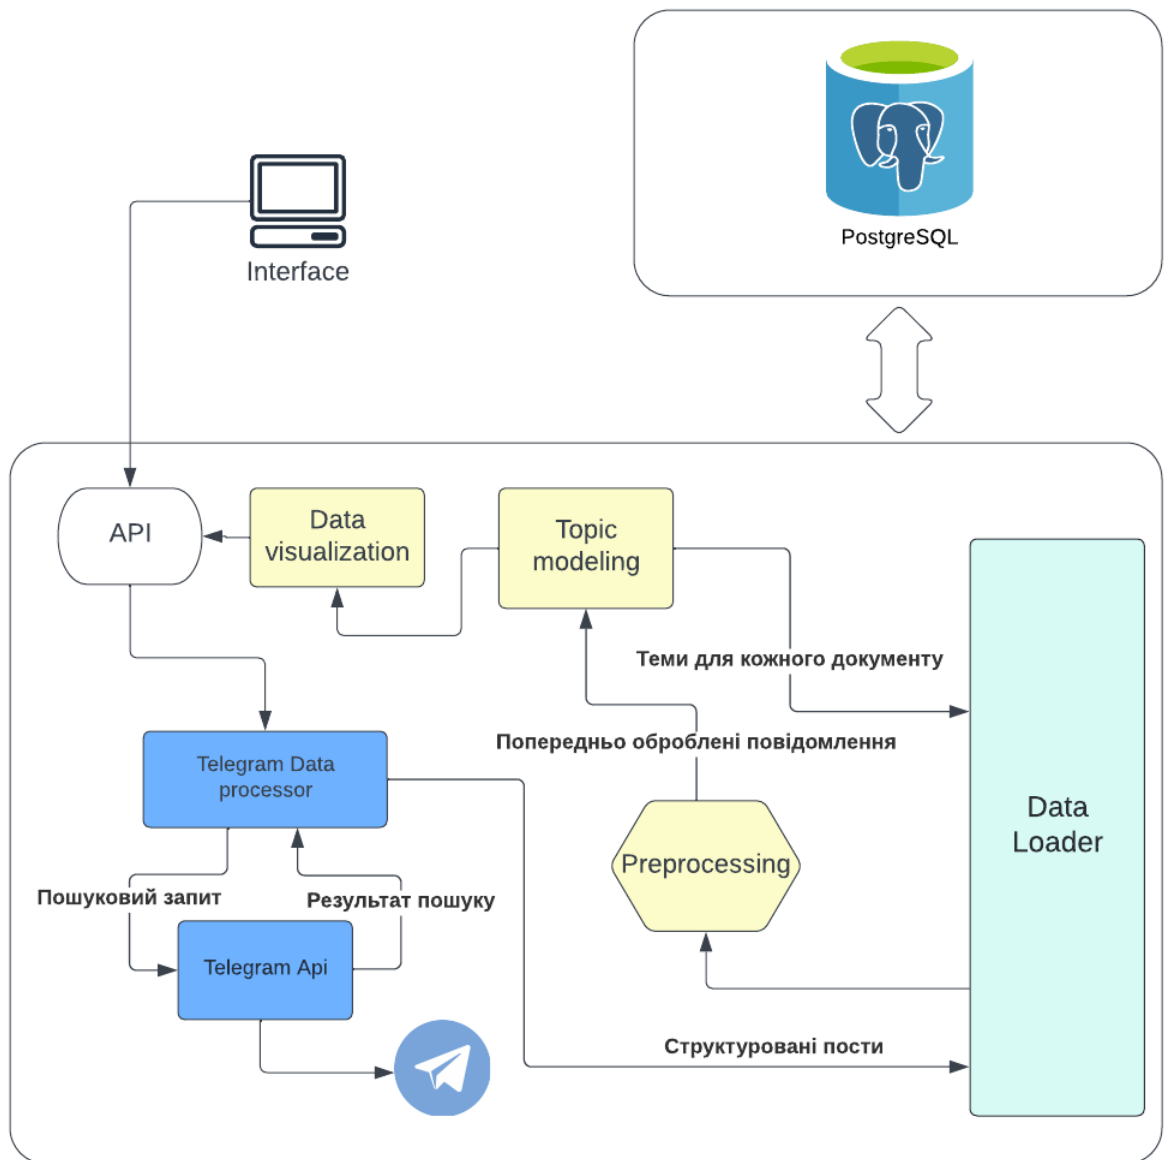 PostgreSQL
Interface
API
Data
visualization
Topic
modeling
Теми для кожного документу
Попередньо оброблені повідомлення
Telegram Data
processor
Data
Loader
Preprocessing
Пошуковий запит
Результат пошуку
Telegram Api
Структуровані пости